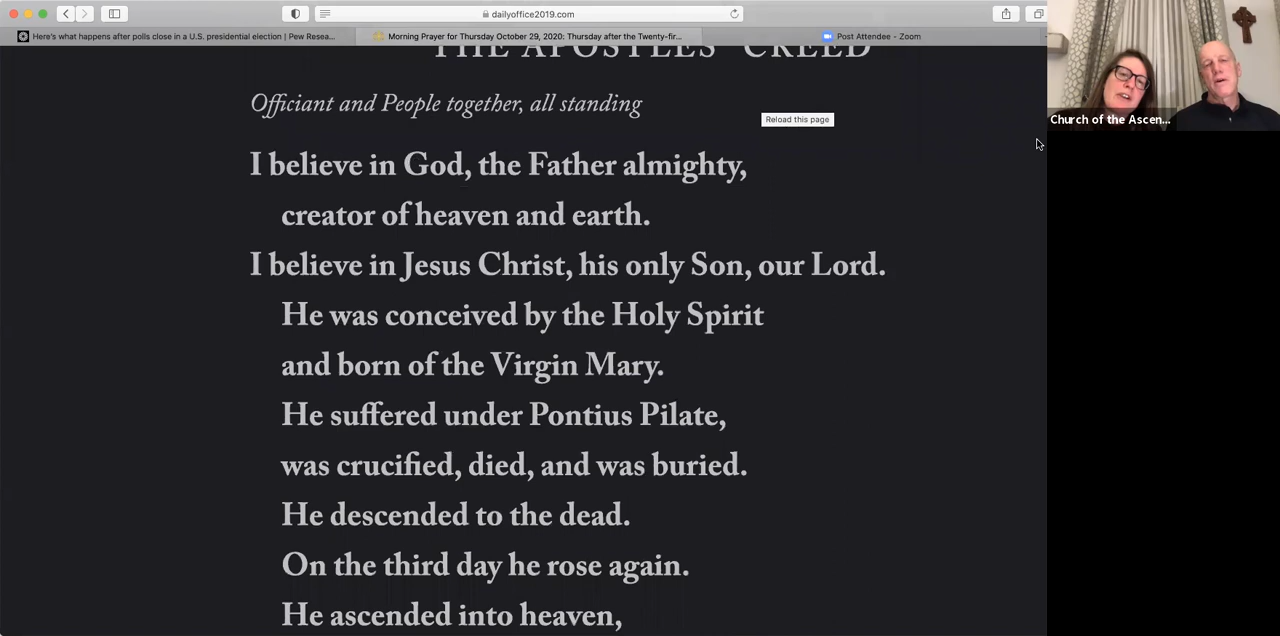 dailyoffice2019.com
Here's what happens after polls close in a U.S. presidential election | Pew Resea...
Morning Prayer for Thursday October 29, 2020: Thursday after the Twenty-fir...
Post Attendee - Zoom
THE APOSTLES' CREED
Officiant and People together, all standing
Reload this page
Church of the Ascen...
I believe in God, the Father almighty,
creator of heaven and earth.
I believe in Jesus Christ, his only Son, our Lord.
He was conceived by the Holy Spirit
and born of the Virgin Mary.
He suffered under Pontius Pilate,
was crucified, died, and was buried.
He descended to the dead.
On the third day he rose again.
He ascended into heaven,